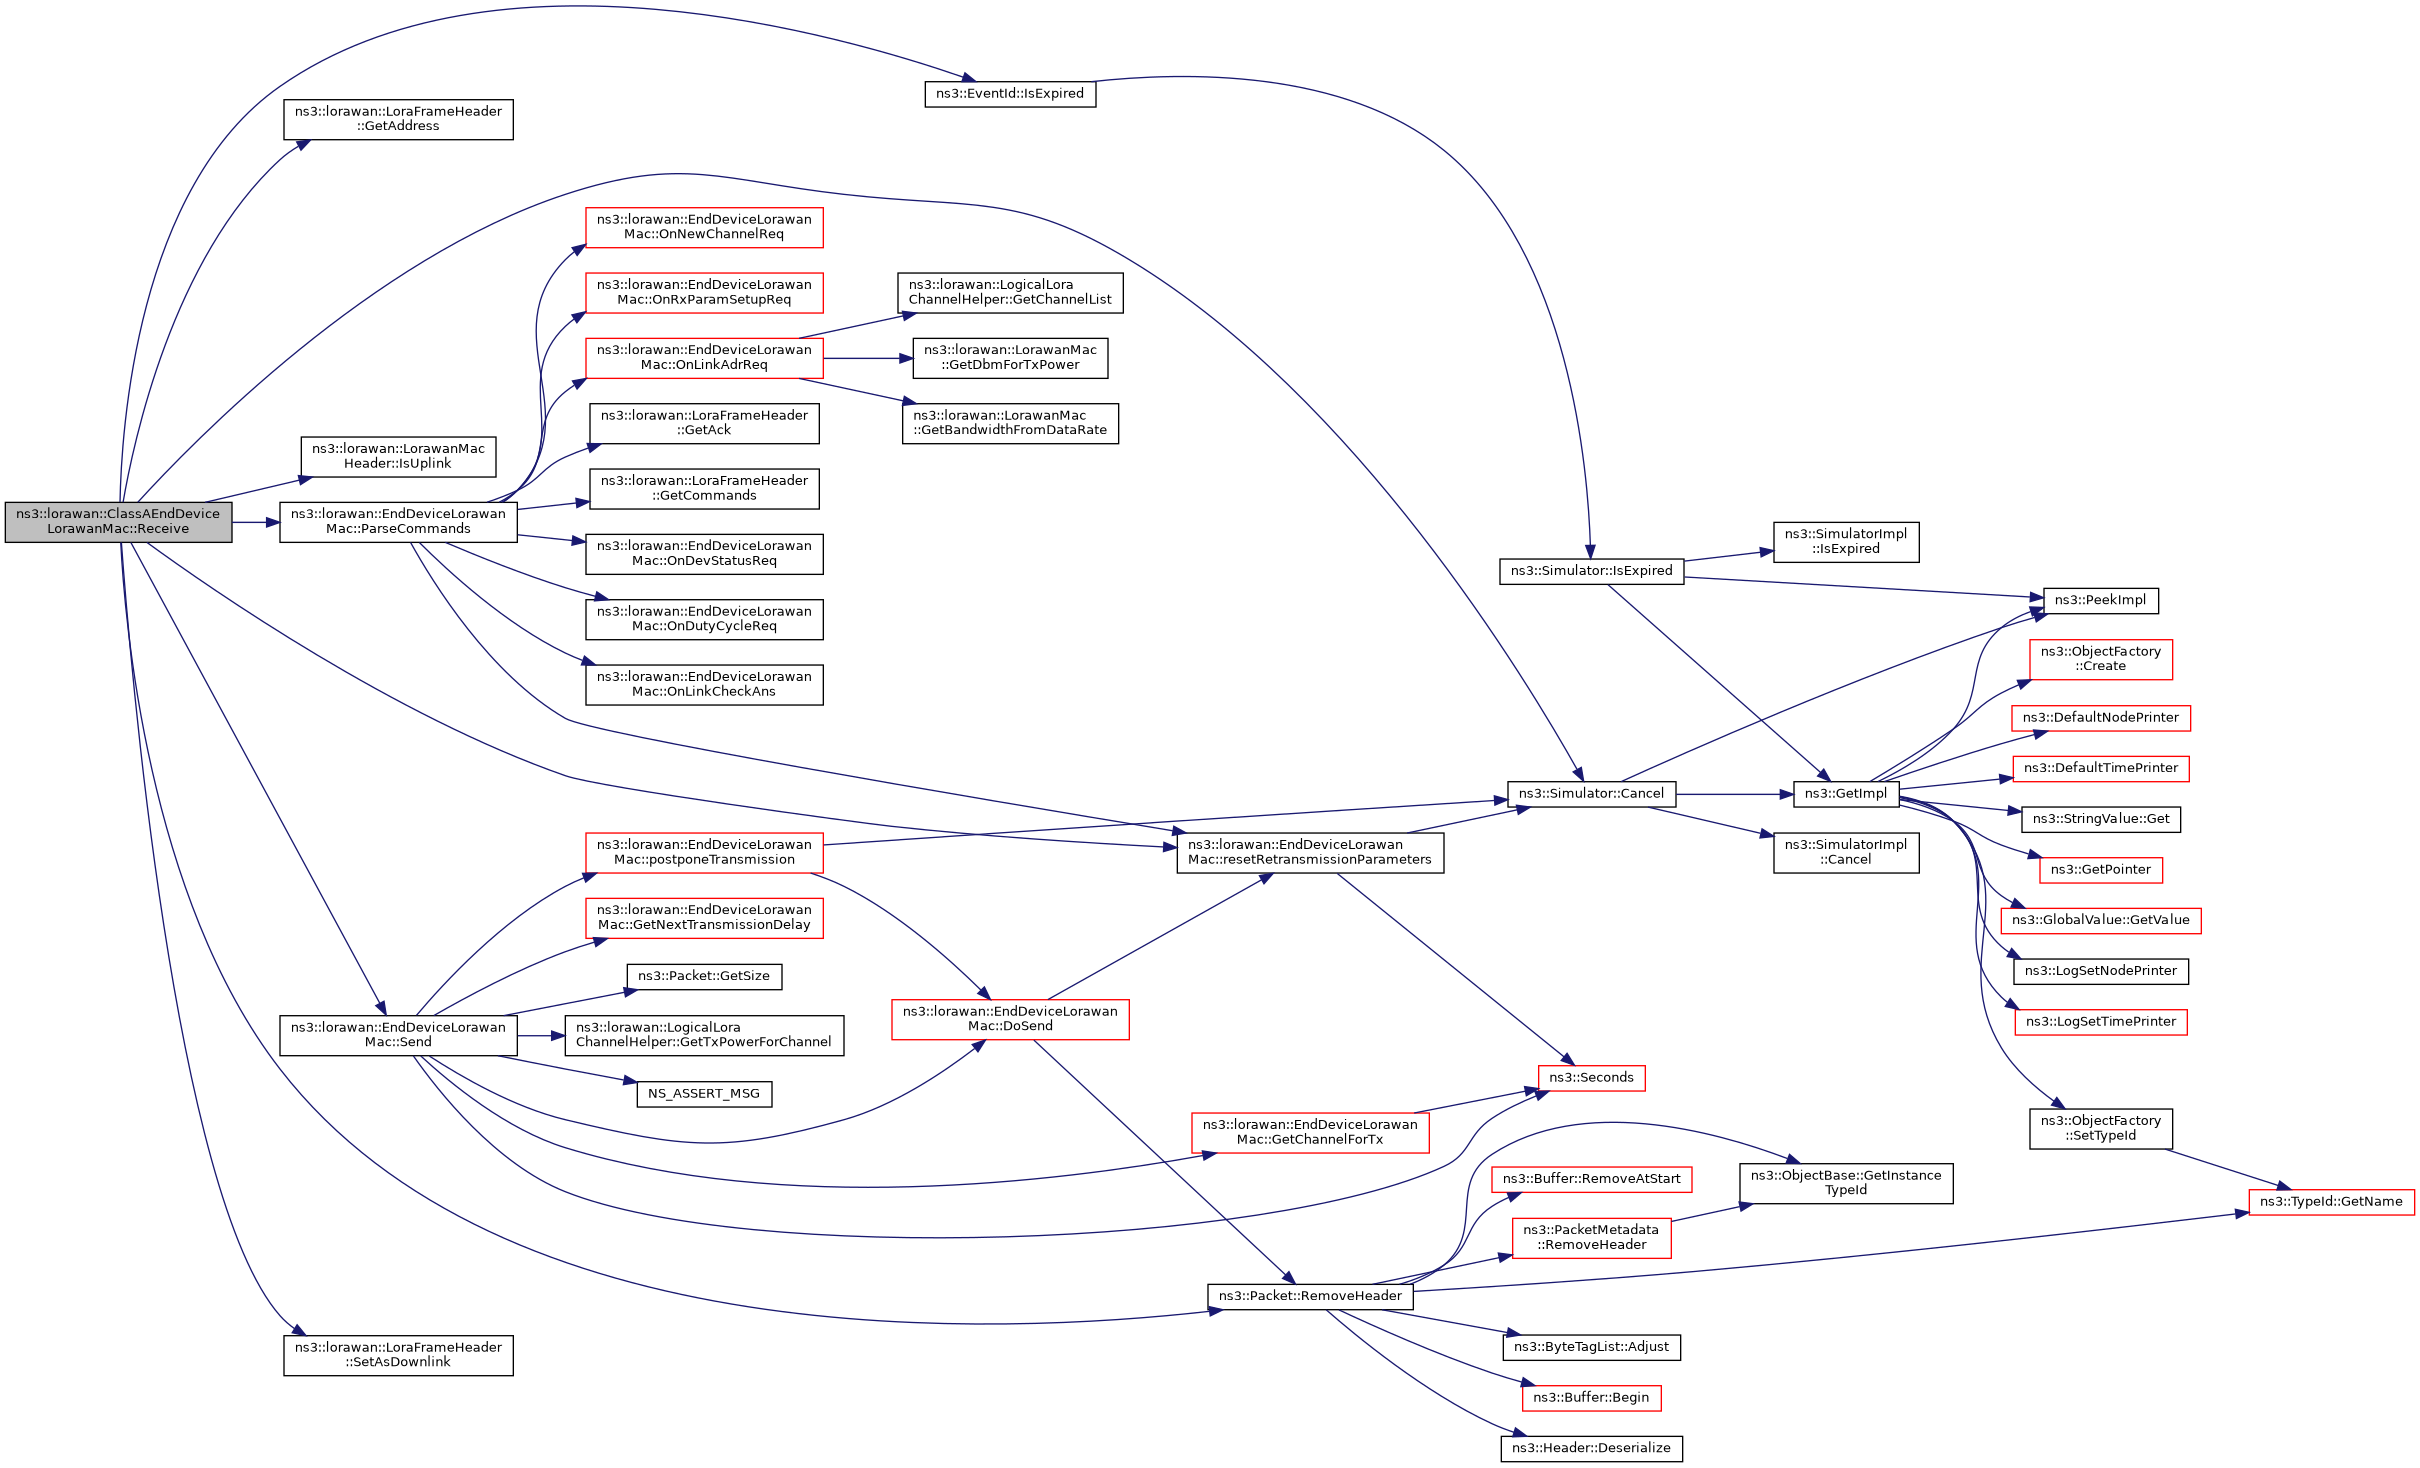 ns3::EventId::IsExpired
ns3::lorawan::LoraFrameHeader
::GetAddress
ns3::lorawan::EndDeviceLorawan
Mac::OnNewChannelReq
ns3::lorawan::EndDeviceLorawan
Mac::OnRxParamSetupReq
ns3::lorawan::LogicalLora
ChannelHelper::GetChannelList
ns3::lorawan::EndDeviceLorawan
Mac::OnLinkAdrReq
ns3::lorawan::LorawanMac
::GetDbmForTxPower
ns3::lorawan::LoraFrameHeader
::GetAck
ns3::lorawan::LorawanMac
::GetBandwidthFromDataRate
ns3::lorawan::LorawanMac
Header::IsUplink
ns3::lorawan::LoraFrameHeader
::GetCommands
ns3::lorawan::ClassAEndDevice
LorawanMac::Receive
ns3::lorawan::EndDeviceLorawan
Mac::ParseCommands
ns3::lorawan::EndDeviceLorawan
Mac::OnDevStatusReq
ns3::SimulatorImpl
::IsExpired
ns3::Simulator::IsExpired
ns3::PeekImpl
ns3::lorawan::EndDeviceLorawan
Mac::OnDutyCycleReq
ns3::ObjectFactory
::Create
ns3::lorawan::EndDeviceLorawan
Mac::OnLinkCheckAns
ns3::DefaultNodePrinter
ns3::DefaultTimePrinter
ns3::Simulator::Cancel
ns3::GetImpl
ns3::StringValue::Get
ns3::lorawan::EndDeviceLorawan
Mac::postponeTransmission
ns3::lorawan::EndDeviceLorawan
Mac::resetRetransmissionParameters
ns3::SimulatorImpl
::Cancel
ns3::GetPointer
ns3::lorawan::EndDeviceLorawan
Mac::GetNextTransmissionDelay
ns3::GlobalValue::GetValue
ns3::Packet::GetSize
ns3::LogSetNodePrinter
ns3::lorawan::EndDeviceLorawan
Mac::DoSend
ns3::LogSetTimePrinter
ns3::lorawan::EndDeviceLorawan
Mac::Send
ns3::lorawan::LogicalLora
ChannelHelper::GetTxPowerForChannel
ns3::Seconds
NS_ASSERT_MSG
ns3::lorawan::EndDeviceLorawan
Mac::GetChannelForTx
ns3::ObjectFactory
::SetTypeId
ns3::Buffer::RemoveAtStart
ns3::ObjectBase::GetInstance
TypeId
ns3::TypeId::GetName
ns3::PacketMetadata
::RemoveHeader
ns3::Packet::RemoveHeader
ns3::lorawan::LoraFrameHeader
::SetAsDownlink
ns3::ByteTagList::Adjust
ns3::Buffer::Begin
ns3::Header::Deserialize